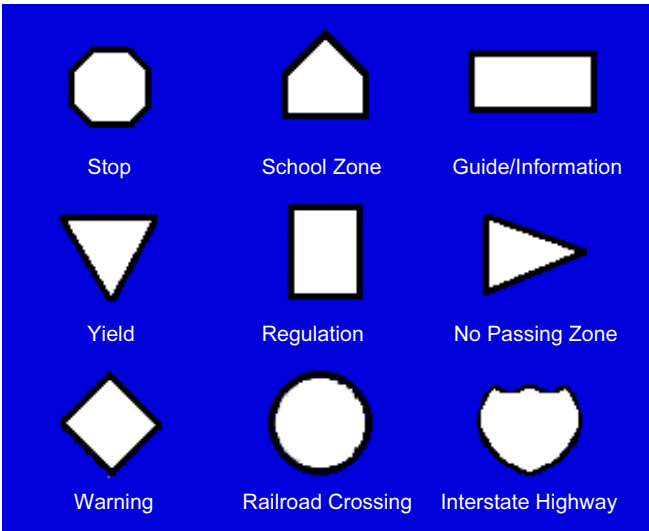 Stop
School Zone
Guide/Information
Yield
Regulation
No Passing Zone
Warning
Railroad Crossing
Interstate Highway